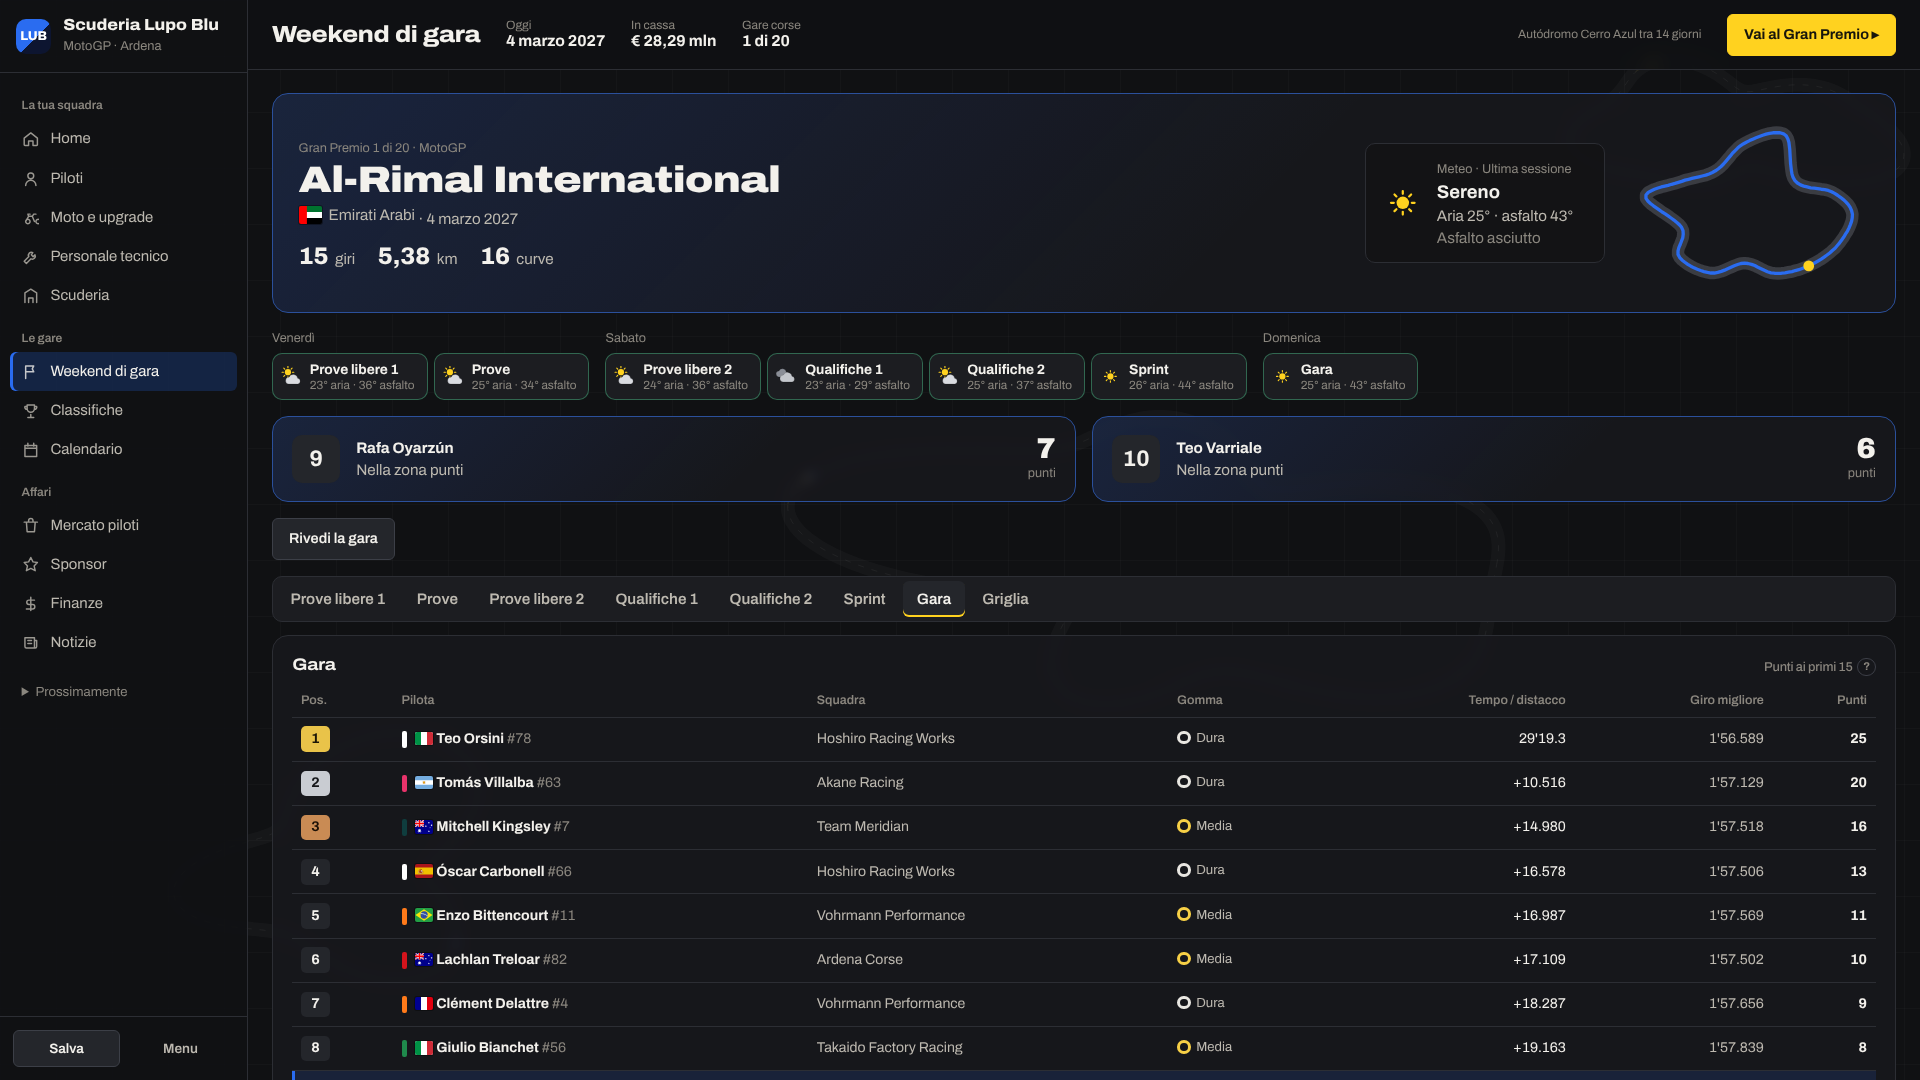 LUB
Scuderia Lupo Blu
MotoGP · Ardena
La tua squadra
Home
Piloti
Moto e upgrade
Personale tecnico
Scuderia
Le gare
Weekend di gara
Classifiche
Calendario
Affari
Mercato piloti
Sponsor
Finanze
Notizie
▶ Prossimamente
Salva
Menu
Weekend di gara
Oggi
4 marzo 2027
In cassa
€ 28,29 mln
Gare corse
1 di 20
Autódromo Cerro Azul tra 14 giorni
Vai al Gran Premio ▸
Gran Premio 1 di 20 · MotoGP
Al-Rimal International
Emirati Arabi · 4 marzo 2027
15 giri 5,38 km 16 curve
Meteo · Ultima sessione
Sereno
Aria 25° · asfalto 43°
Asfalto asciutto
Venerdì
Prove libere 1
23° aria · 36° asfalto
Prove
25° aria · 34° asfalto
Sabato
Prove libere 2
24° aria · 36° asfalto
Qualifiche 1
23° aria · 29° asfalto
Qualifiche 2
25° aria · 37° asfalto
Sprint
26° aria · 44° asfalto
Domenica
Gara
25° aria · 43° asfalto
9
Rafa Oyarzún
Nella zona punti
7
punti
10
Teo Varriale
Nella zona punti
6
punti
Rivedi la gara
Prove libere 1 Prove Prove libere 2 Qualifiche 1 Qualifiche 2 Sprint Gara Griglia
Gara
Punti ai primi 15 ?
Pos. Pilota Squadra Gomma Tempo / distacco Giro migliore Punti
1 Teo Orsini #78 Hoshiro Racing Works Dura 29'19.3 1'56.589 25
2 Tomás Villalba #63 Akane Racing Dura +10.516 1'57.129 20
3 Mitchell Kingsley #7 Team Meridian Media +14.980 1'57.518 16
4 Óscar Carbonell #66 Hoshiro Racing Works Dura +16.578 1'57.506 13
5 Enzo Bittencourt #11 Vohrmann Performance Media +16.987 1'57.569 11
6 Lachlan Treloar #82 Ardena Corse Media +17.109 1'57.502 10
7 Clément Delattre #4 Vohrmann Performance Dura +18.287 1'57.656 9
8 Giulio Bianchet #56 Takaido Factory Racing Media +19.163 1'57.839 8